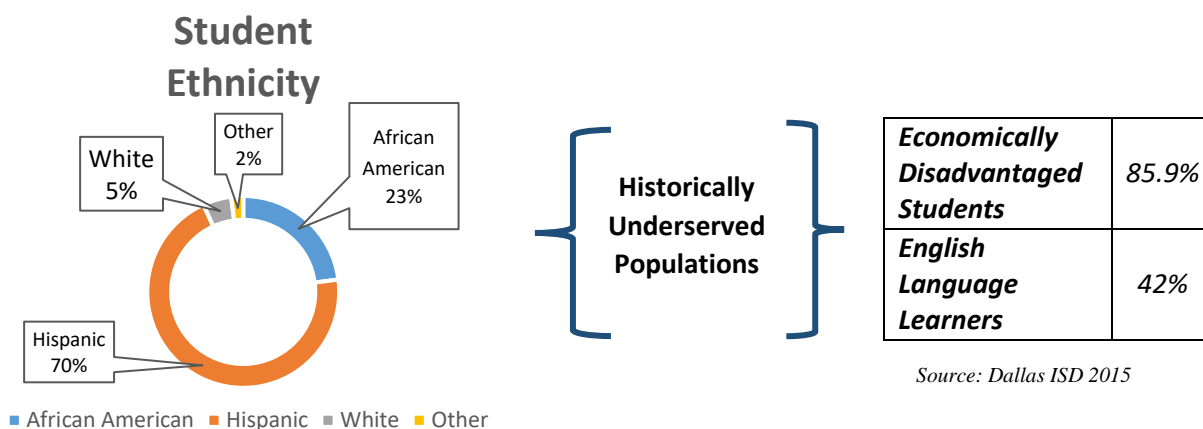 Student
Ethnicity
Other
2%
African
American
23%
White
5%
Hispanic
70%
■ African American ■ Hispanic ■ White ■ Other
Historically
Underserved
Populations
Economically
Disadvantaged
Students
85.9%
English
Language
Learners
42%
Source: Dallas ISD 2015